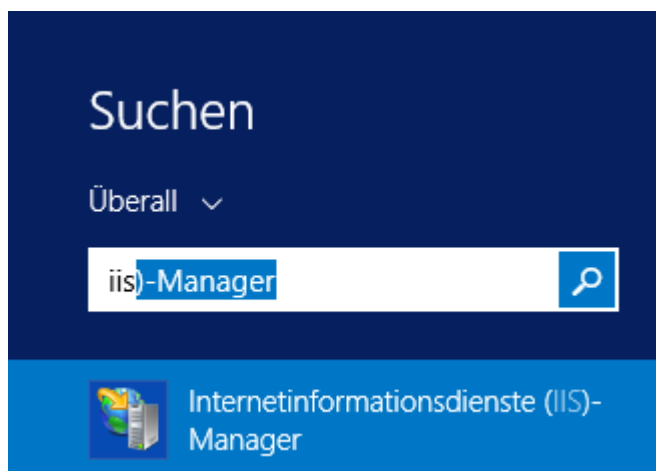 Suchen
Überall
iis)-Manager
Internetinformationsdienste (IIS)-
Manager